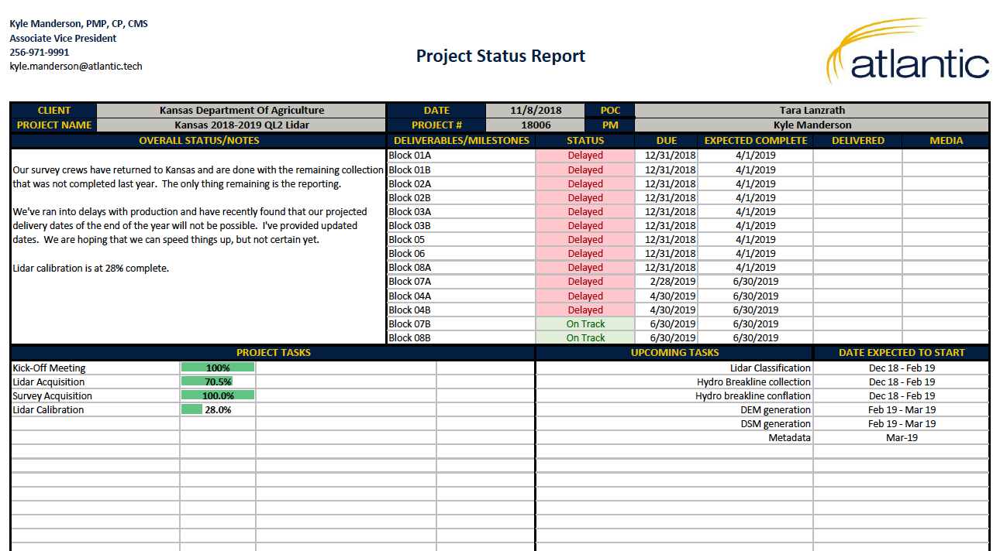 Kyle Manderson, PMP, CP, CMS
Associate Vice President
256-971-9991
kyle.manderson@atlantic.tech
Project Status Report
atlantic
CLIENT Kansas Department Of Agriculture DATE 11/8/2018 POC Tara Lanzrath
PROJECT NAME Kansas 2018-2019 QL2 Lidar PROJECT # 18006 PM Kyle Manderson
OVERALL STATUS/NOTES DELIVERABLES/MILESTONES STATUS DUE EXPECTED COMPLETE DELIVERED MEDIA
Our survey crews have returned to Kansas and are done with the remaining collection
that was not completed last year.  The only thing remaining is the reporting.
We've ran into delays with production and have recently found that our projected
delivery dates of the end of the year will not be possible.  I've provided updated
dates.  We are hoping that we can speed things up, but not certain yet.
Lidar calibration is at 28% complete.
Block 01A Delayed 12/31/2018 4/1/2019
Block 01B Delayed 12/31/2018 4/1/2019
Block 02A Delayed 12/31/2018 4/1/2019
Block 02B Delayed 12/31/2018 4/1/2019
Block 03A Delayed 12/31/2018 4/1/2019
Block 03B Delayed 12/31/2018 4/1/2019
Block 05 Delayed 12/31/2018 4/1/2019
Block 06 Delayed 12/31/2018 4/1/2019
Block 08A Delayed 12/31/2018 4/1/2019
Block 07A Delayed 2/28/2019 6/30/2019
Block 04A Delayed 4/30/2019 6/30/2019
Block 04B Delayed 4/30/2019 6/30/2019
Block 07B On Track 6/30/2019 6/30/2019
Block 08B On Track 6/30/2019 6/30/2019
PROJECT TASKS UPCOMING TASKS DATE EXPECTED TO START
Kick-Off Meeting 100% Lidar Classification Dec 18 - Feb 19
Lidar Acquisition 70.5% Hydro Breakline collection Dec 18 - Feb 19
Survey Acquisition 100.0% Hydro breakline conflation Dec 18 - Feb 19
Lidar Calibration 28.0% DEM generation Feb 19 - Mar 19
DSM generation Feb 19 - Mar 19
Metadata Mar-19